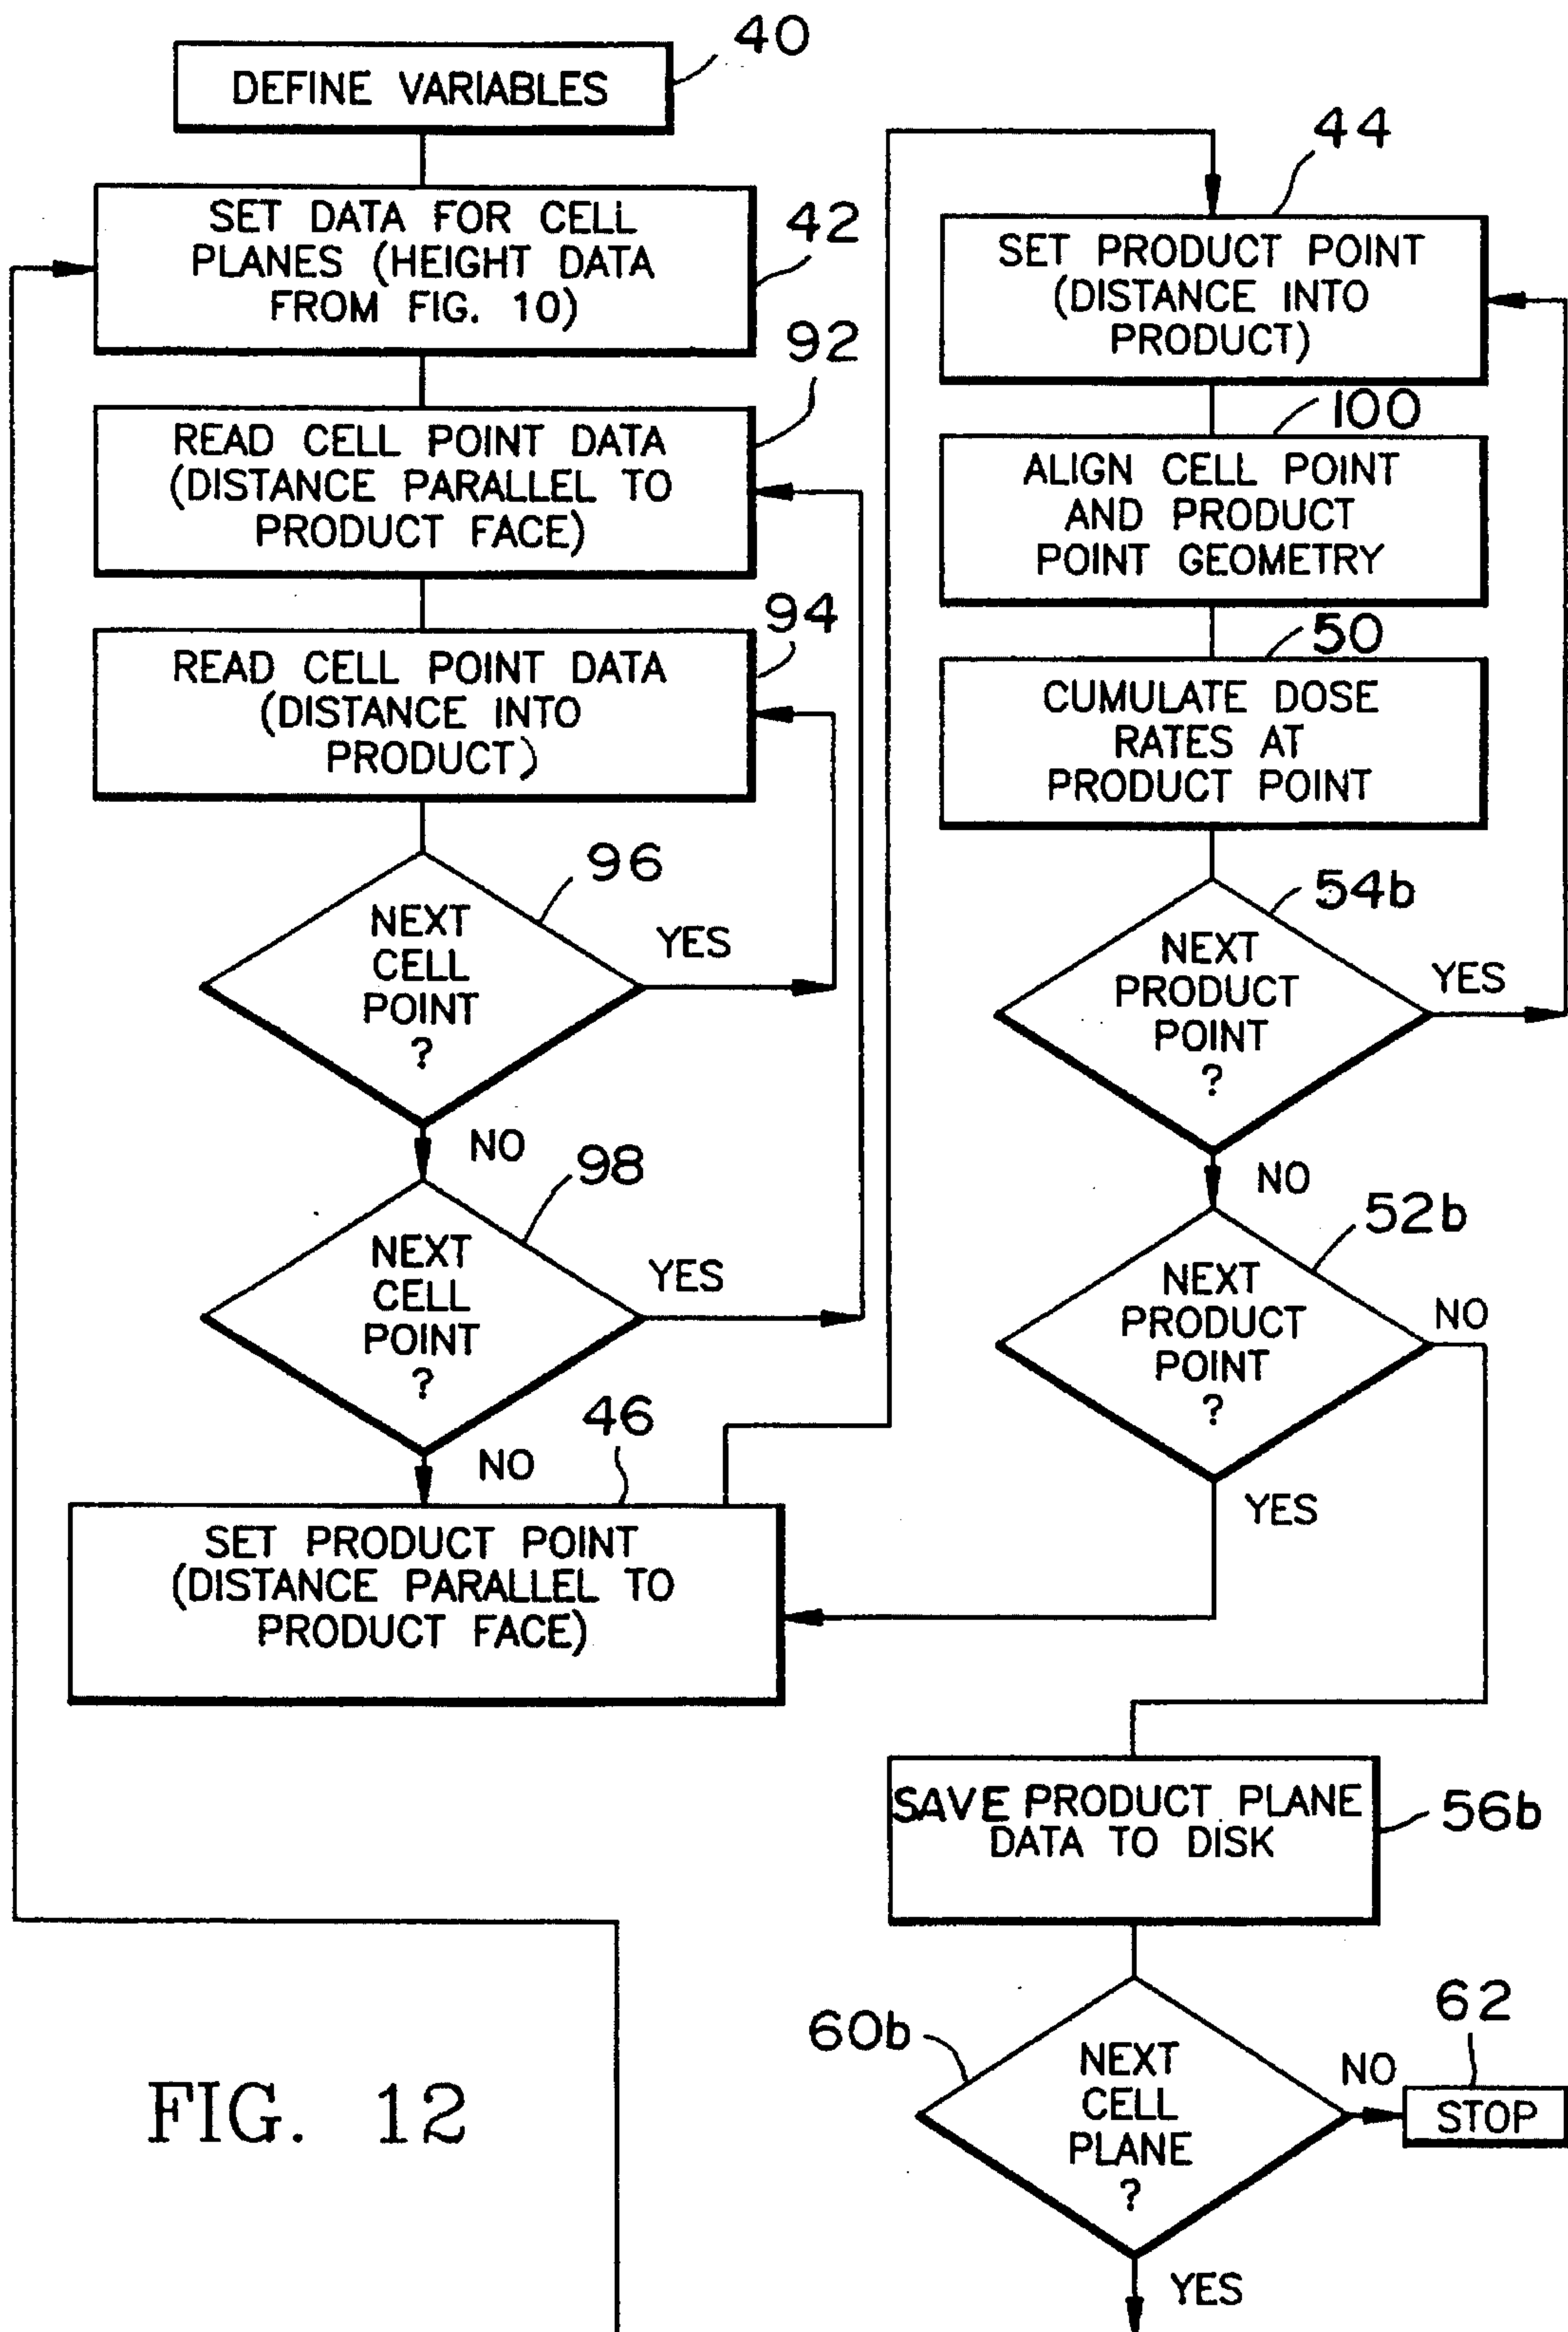 40
DEFINE VARIABLES
42
SET DATA FOR CELL
PLANES (HEIGHT DATA
FROM FIG. 10)
92
READ CELL POINT DATA
(DISTANCE PARALLEL TO
PRODUCT FACE)
94
READ CELL POINT DATA
(DISTANCE INTO
PRODUCT)
96
NEXT
CELL
POINT
?
YES
NO
98
NEXT
CELL
POINT
?
YES
NO
46
SET PRODUCT POINT
(DISTANCE PARALLEL TO
PRODUCT FACE)
44
SET PRODUCT POINT
(DISTANCE INTO
PRODUCT)
100
ALIGN CELL POINT
AND PRODUCT
POINT GEOMETRY
50
CUMULATE DOSE
RATES AT
PRODUCT POINT
54b
NEXT
PRODUCT
POINT
?
YES
NO
52b
NEXT
PRODUCT
POINT
?
NO
YES
SAVE PRODUCT PLANE
DATA TO DISK
56b
60b
NEXT
CELL
PLANE
?
NO
62
STOP
YES
FIG. 12